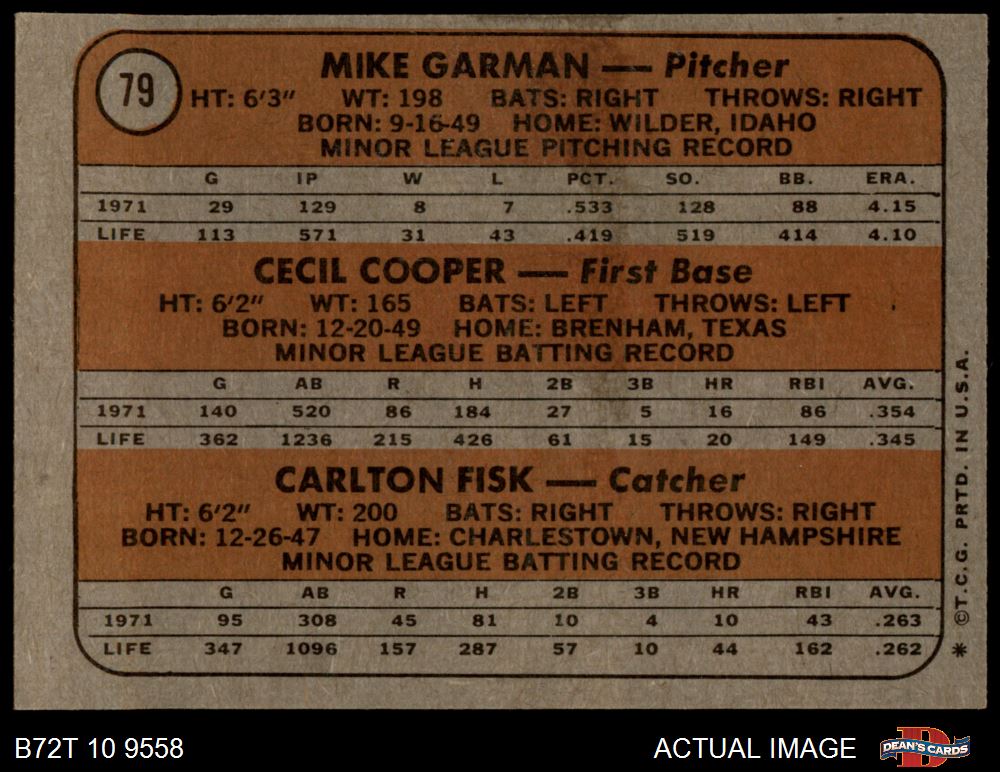 79
MIKE GARMAN — Pitcher
HT: 6'3" WT: 198 BATS: RIGHT THROWS: RIGHT
BORN: 9-16-49 HOME: WILDER, IDAHO
MINOR LEAGUE PITCHING RECORD
G IP W L PCT. SO. BB. ERA.
1971 29 129 8 7 .533 128 88 4.15
LIFE 113 571 31 43 .419 519 414 4.10
CECIL COOPER — First Base
HT: 6'2" WT: 165 BATS: LEFT THROWS: LEFT
BORN: 12-20-49 HOME: BRENHAM, TEXAS
MINOR LEAGUE BATTING RECORD
G AB R H 2B 3B HR RBI AVG.
1971 140 520 86 184 27 5 16 86 .354
LIFE 362 1236 215 426 61 15 20 149 .345
CARLTON FISK — Catcher
HT: 6'2" WT: 200 BATS: RIGHT THROWS: RIGHT
BORN: 12-26-47 HOME: CHARLESTOWN, NEW HAMPSHIRE
MINOR LEAGUE BATTING RECORD
G AB R H 2B 3B HR RBI AVG.
1971 95 308 45 81 10 4 10 43 .263
LIFE 347 1096 157 287 57 10 44 162 .262
* ©T.C.G. PRTD. IN U.S.A.
B72T 10 9558
ACTUAL IMAGE
DEAN'S CARDS